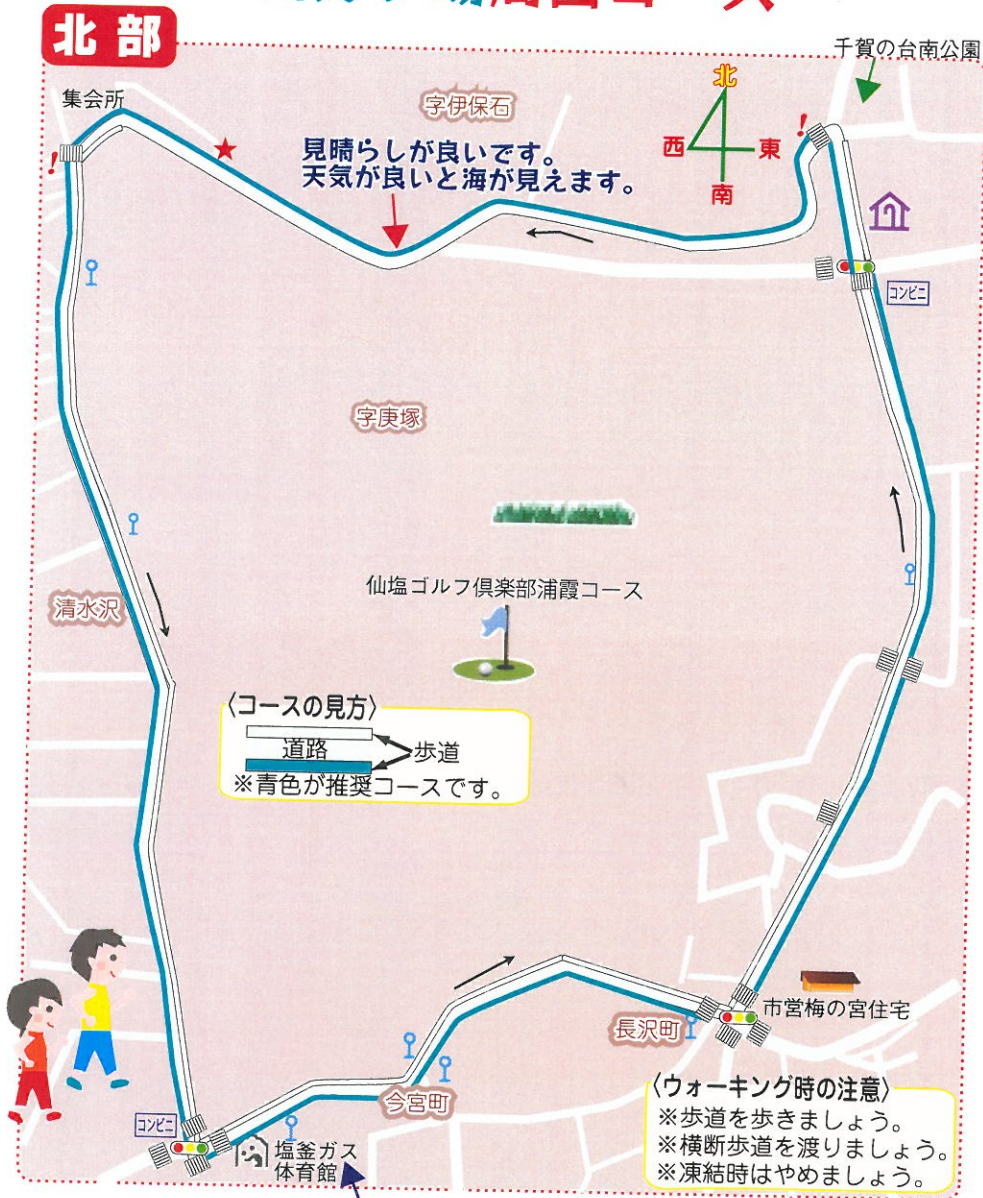 周回コース
北部
千賀の台南公園
集会所
字伊保石
北
西 東
南
!
!
見晴らしが良いです。
天気が良いと海が見えます。
コンビニ
字庚塚
仙塩ゴルフ倶楽部浦霞コース
清水沢
〈コースの見方〉
道路
歩道
※青色が推奨コースです。
市営梅の宮住宅
長沢町
今宮町
コンビニ
塩釜ガス
体育館
〈ウォーキング時の注意〉
※歩道を歩きましょう。
※横断歩道を渡りましょう。
※凍結時はやめましょう。